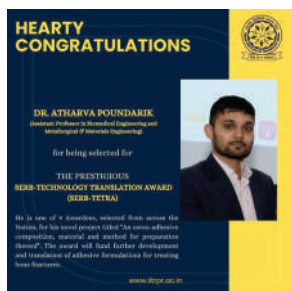 HEARTY
CONGRATULATIONS
DR. ATHARVA POUNDARIK
(Assistant Professor in Biomedical Engineering and
Metallurgical & Materials Engineering)
for being selected for
THE PRESTIGIOUS
SERB-TECHNOLOGY TRANSLATION AWARD
(SERB-TETRA)
He is one of Awardees, selected from across the
Nation, for his novel project titled "An osteo-adhesive
composition, material and method for preparation
thereof". The award will fund further development
and translation of adhesive formulations for treating
bone fractures.
www.iitrpr.ac.in